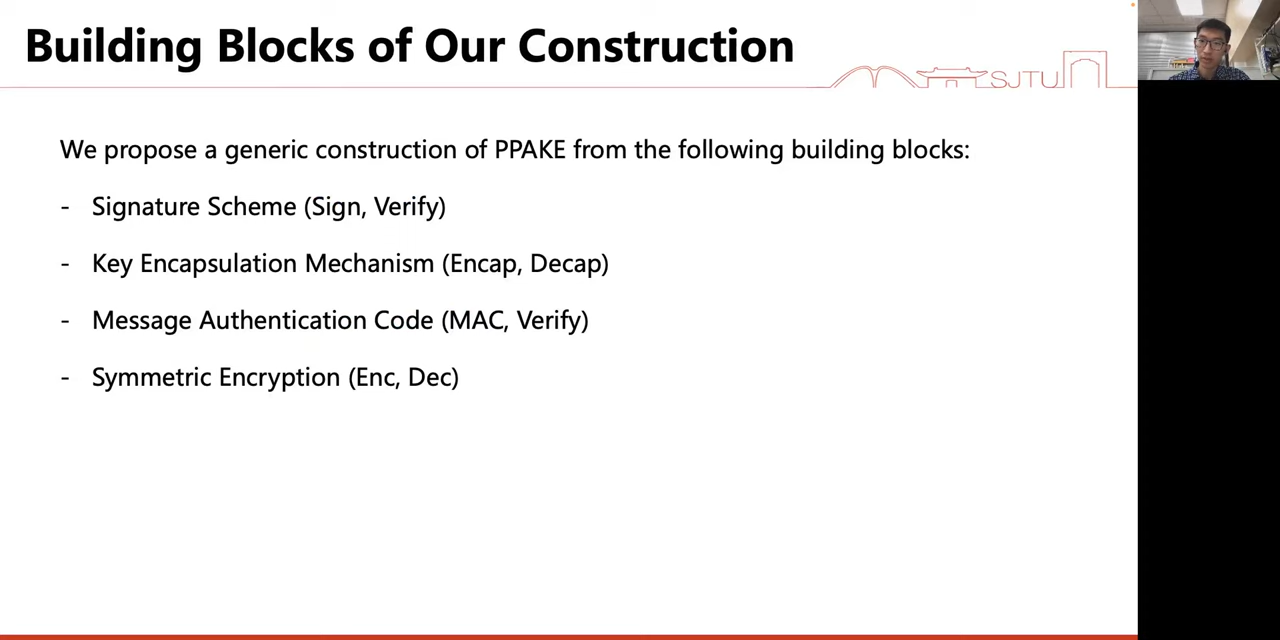 Building Blocks of Our Construction
SJTU
We propose a generic construction of PPAKE from the following building blocks:
- Signature Scheme (Sign, Verify)
- Key Encapsulation Mechanism (Encap, Decap)
- Message Authentication Code (MAC, Verify)
- Symmetric Encryption (Enc, Dec)